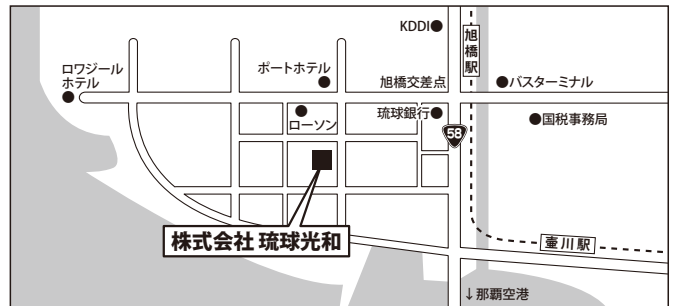 KDDI
旭橋駅
ロワジール
ホテル
ポートホテル
旭橋交差点
バスターミナル
ローソン
琉球銀行
国税事務局
58
株式会社 琉球光和
壷川駅
↓那覇空港